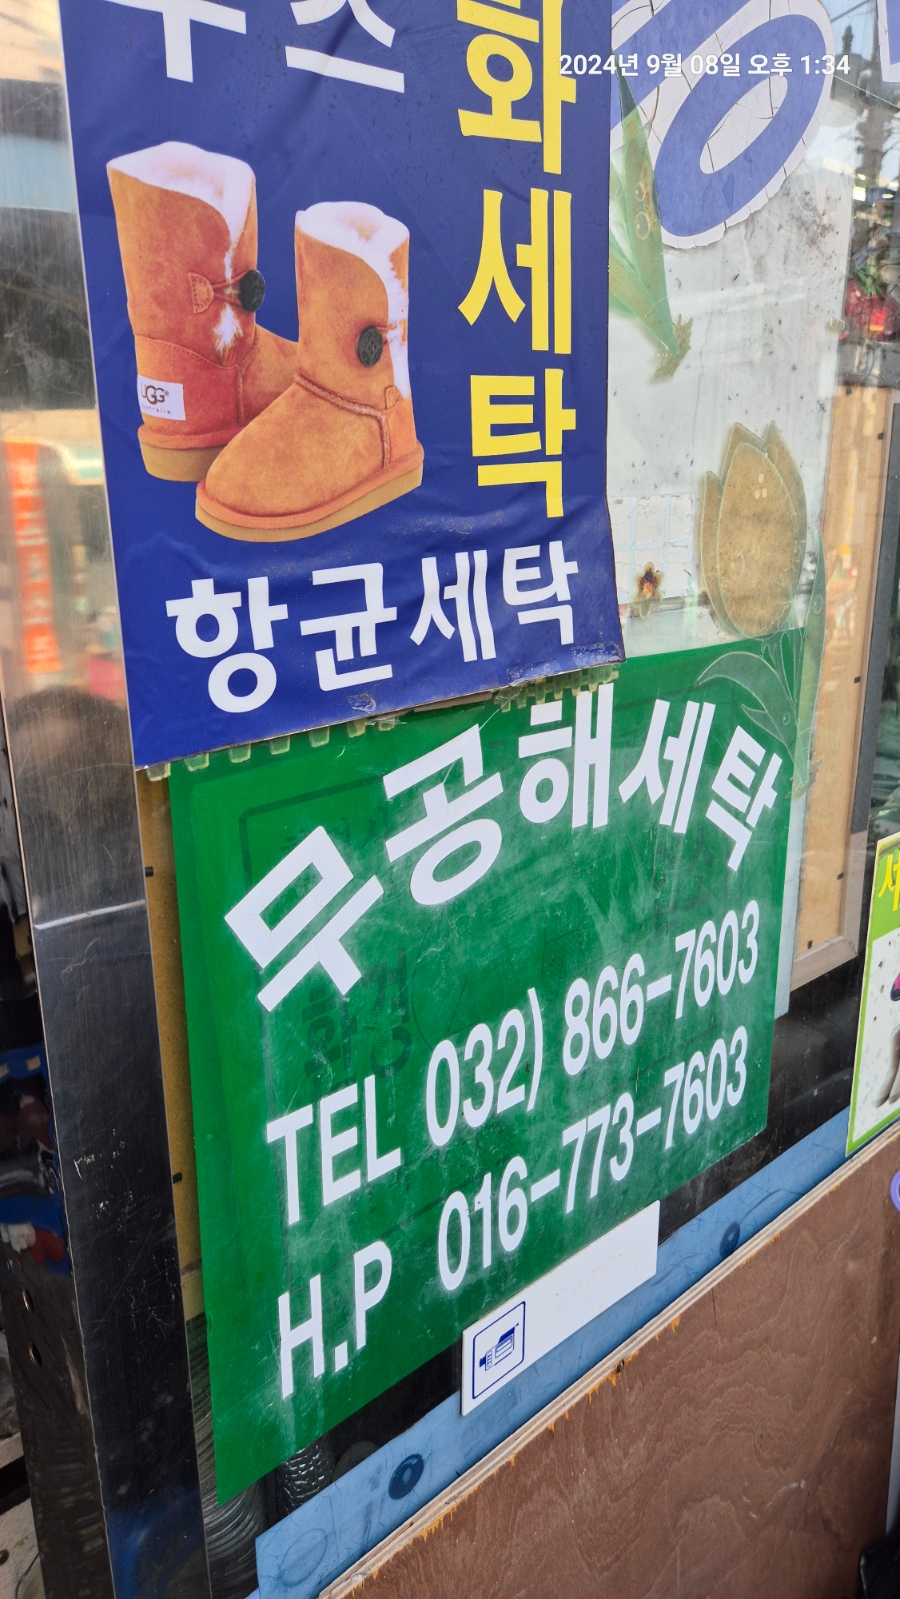 2024년 9월 08일 오후 1:34
화세탁
UGG
항균세탁
무공해세탁
TEL 032) 866-7603
H.P 016-773-7603